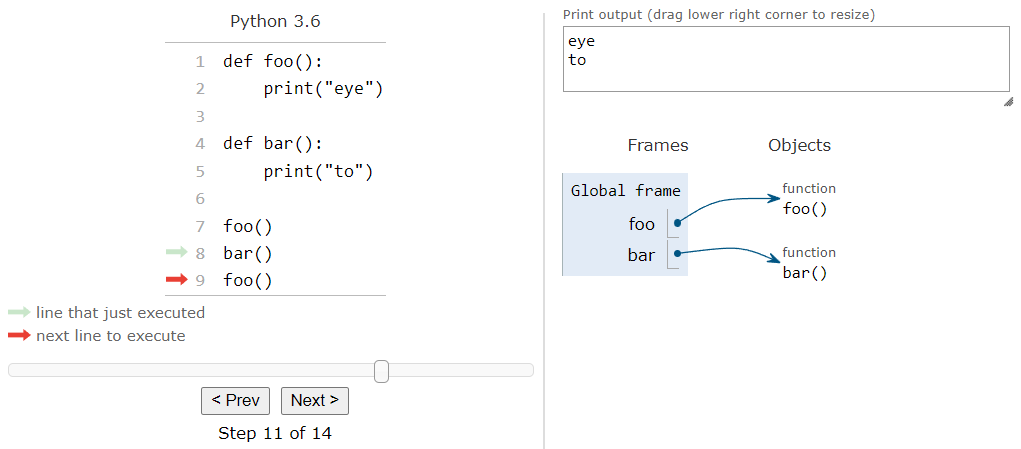 Python 3.6
1 def foo():
2     print("eye")
3
4 def bar():
5     print("to")
6
7 foo()
8 bar()
9 foo()
line that just executed
next line to execute
< Prev Next >
Step 11 of 14
Print output (drag lower right corner to resize)
eye
to
Frames Objects
Global frame
foo
bar
function
foo()
function
bar()